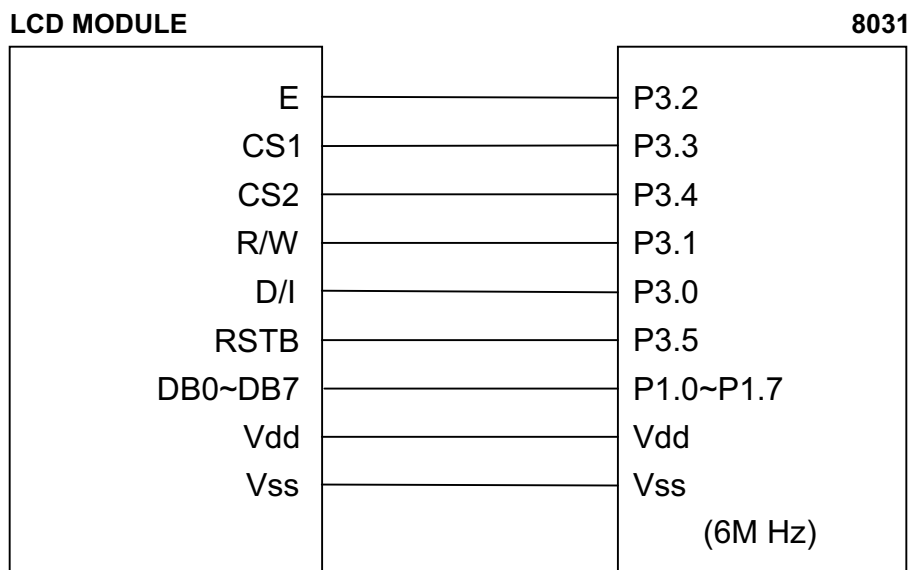 LCD MODULE 8031
E P3.2
CS1 P3.3
CS2 P3.4
R/W P3.1
D/I P3.0
RSTB P3.5
DB0~DB7 P1.0~P1.7
Vdd Vdd
Vss Vss
(6M Hz)